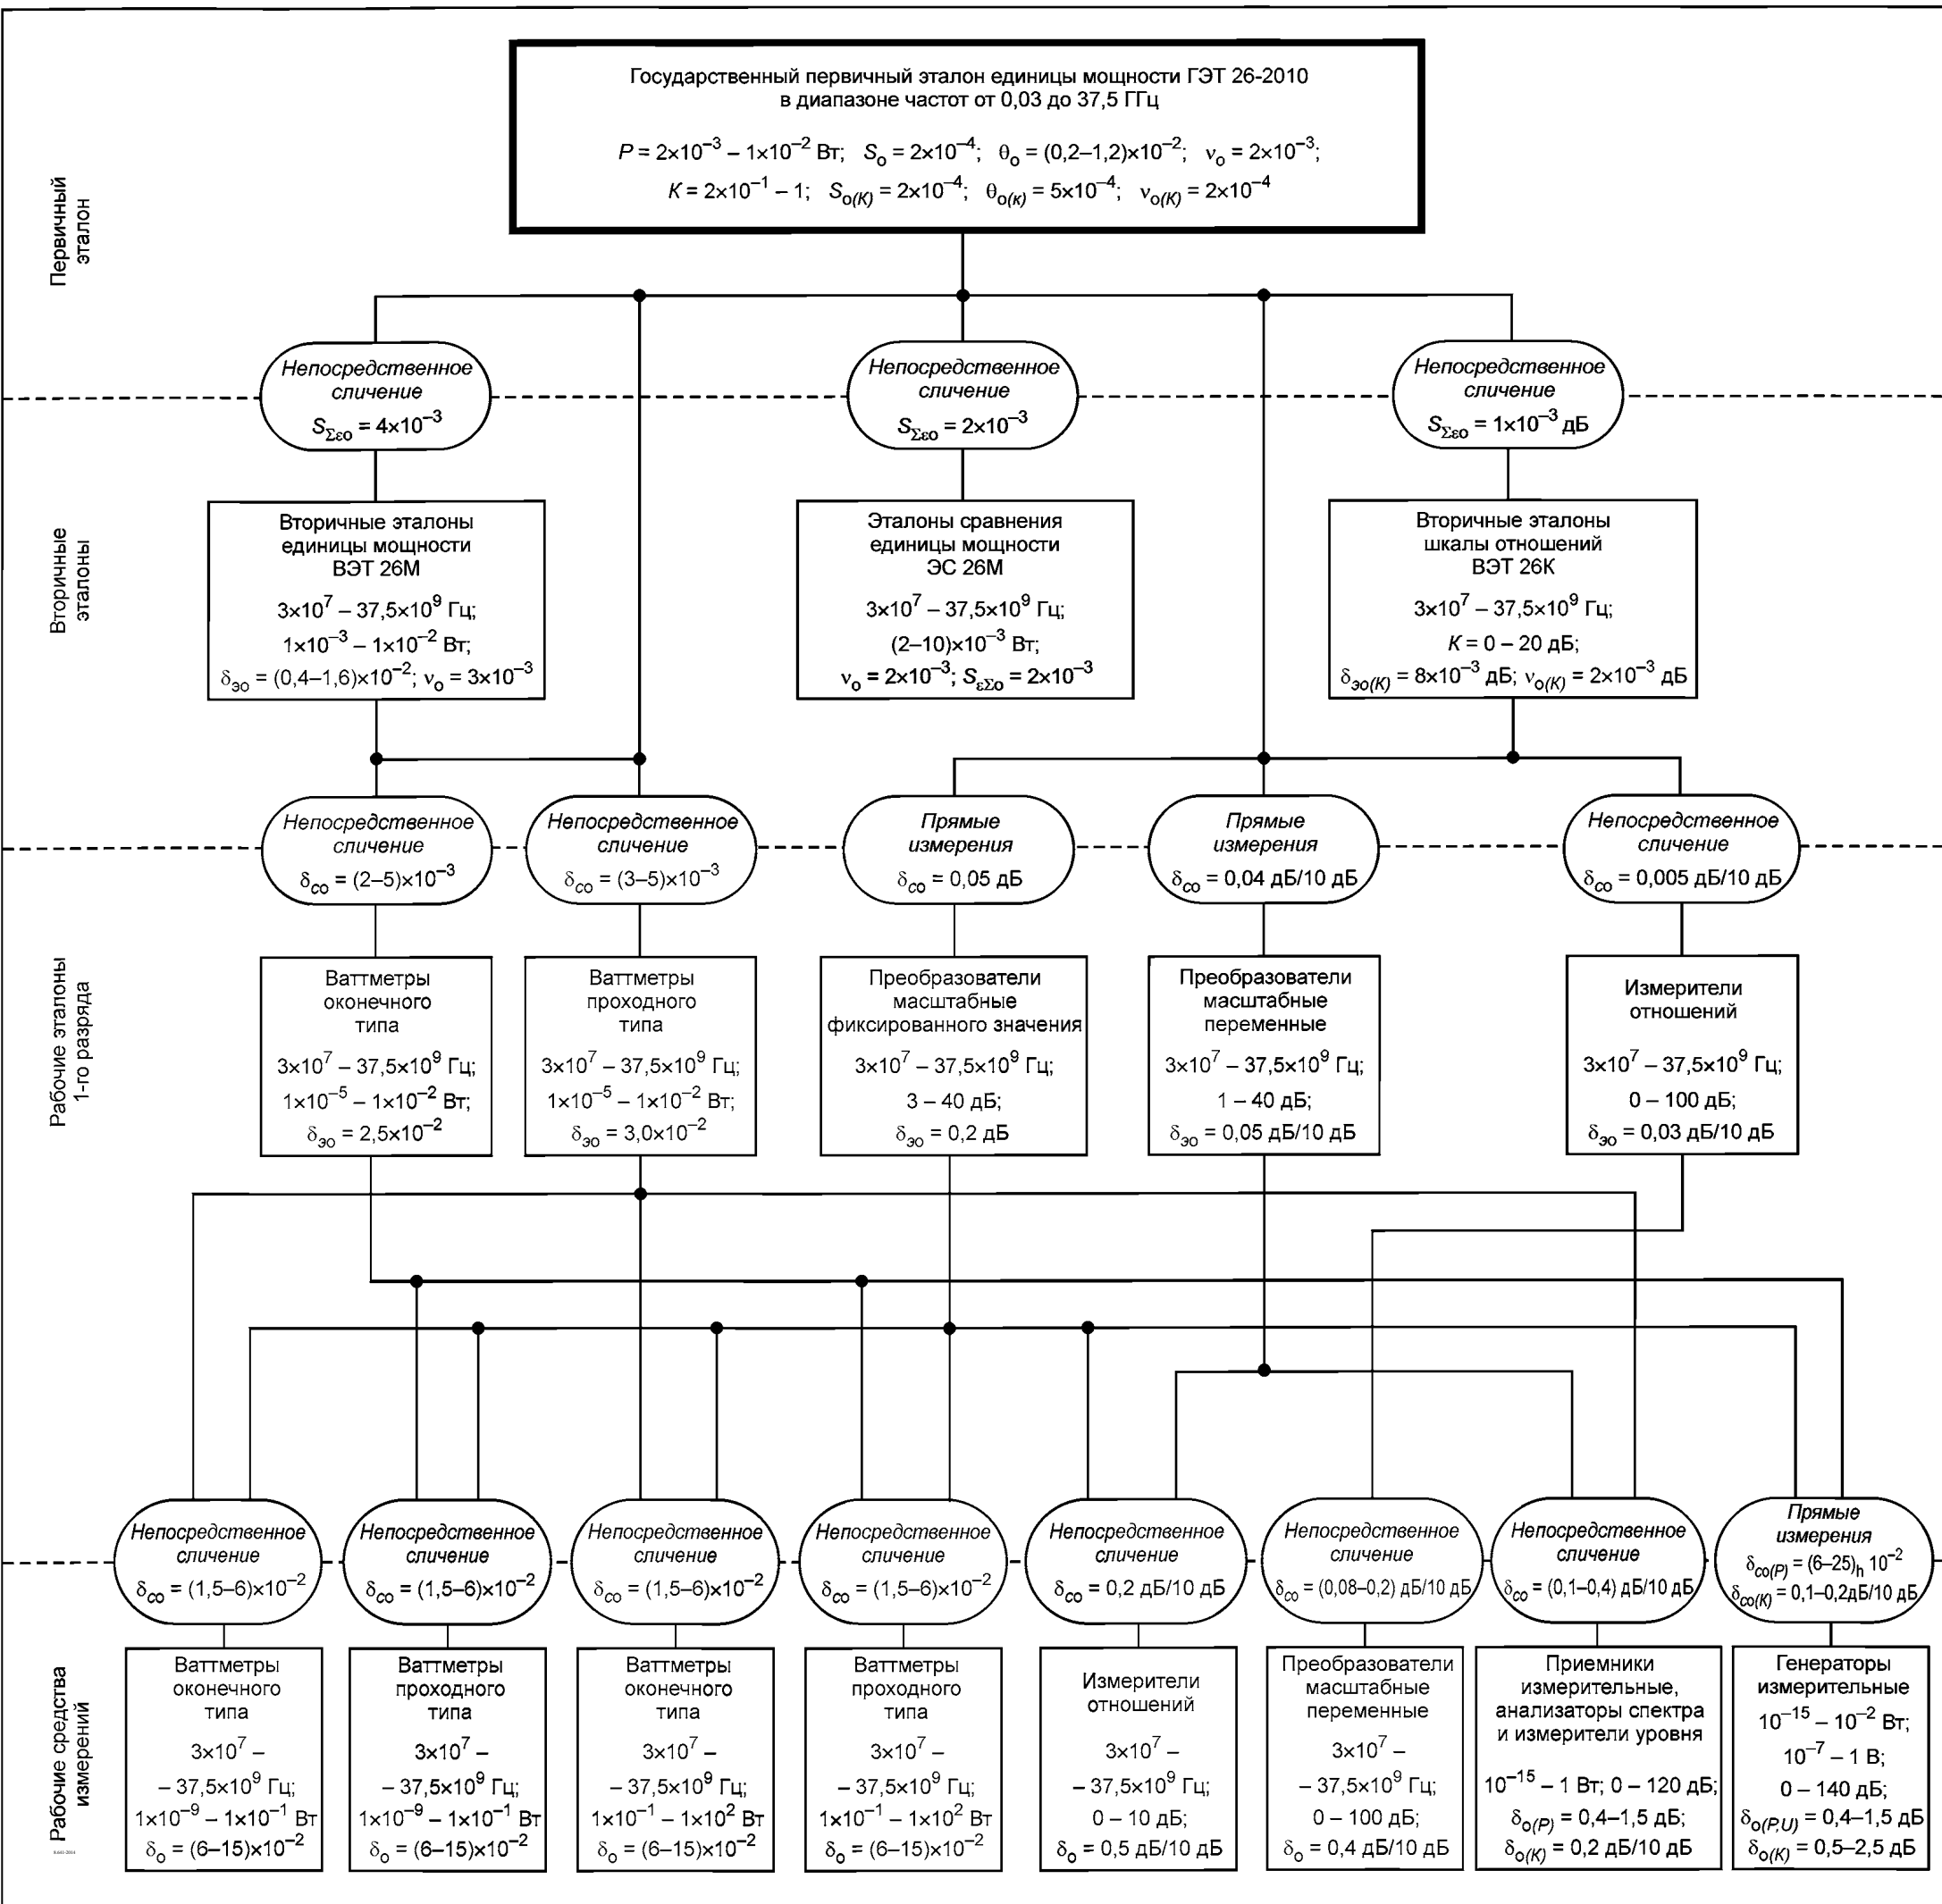 Государственный первичный эталон единицы мощности ГЭТ 26-2010
в диапазоне частот от 0,03 до 37,5 ГГц
P = 2×10⁻³ – 1×10⁻² Вт; Sₒ = 2×10⁻⁴; θₒ = (0,2–1,2)×10⁻²; νₒ = 2×10⁻³;
K = 2×10⁻¹ – 1; Sₒ(K) = 2×10⁻⁴; θₒ(к) = 5×10⁻⁴; νₒ(K) = 2×10⁻⁴
Первичный
эталон
Непосредственное
сличение
S_Σεo = 4×10⁻³
Непосредственное
сличение
S_Σεo = 2×10⁻³
Непосредственное
сличение
S_Σεo = 1×10⁻³ дБ
Вторичные
эталоны
Вторичные эталоны
единицы мощности
ВЭТ 26М
3×10⁷ – 37,5×10⁹ Гц;
1×10⁻³ – 1×10⁻² Вт;
δэо = (0,4–1,6)×10⁻²; νₒ = 3×10⁻³
Эталоны сравнения
единицы мощности
ЭС 26М
3×10⁷ – 37,5×10⁹ Гц;
(2–10)×10⁻³ Вт;
νₒ = 2×10⁻³; S_εΣo = 2×10⁻³
Вторичные эталоны
шкалы отношений
ВЭТ 26К
3×10⁷ – 37,5×10⁹ Гц;
K = 0 – 20 дБ;
δэо(K) = 8×10⁻³ дБ; νₒ(K) = 2×10⁻³ дБ
Непосредственное
сличение
δсо = (2–5)×10⁻³
Непосредственное
сличение
δсо = (3–5)×10⁻³
Прямые
измерения
δсо = 0,05 дБ
Прямые
измерения
δсо = 0,04 дБ/10 дБ
Непосредственное
сличение
δсо = 0,005 дБ/10 дБ
Рабочие эталоны
1-го разряда
Ваттметры
оконечного
типа
3×10⁷ – 37,5×10⁹ Гц;
1×10⁻⁵ – 1×10⁻² Вт;
δэо = 2,5×10⁻²
Ваттметры
проходного
типа
3×10⁷ – 37,5×10⁹ Гц;
1×10⁻⁵ – 1×10⁻² Вт;
δэо = 3,0×10⁻²
Преобразователи
масштабные
фиксированного значения
3×10⁷ – 37,5×10⁹ Гц;
3 – 40 дБ;
δэо = 0,2 дБ
Преобразователи
масштабные
переменные
3×10⁷ – 37,5×10⁹ Гц;
1 – 40 дБ;
δэо = 0,05 дБ/10 дБ
Измерители
отношений
3×10⁷ – 37,5×10⁹ Гц;
0 – 100 дБ;
δэо = 0,03 дБ/10 дБ
Непосредственное
сличение
δсо = (1,5–6)×10⁻²
Непосредственное
сличение
δсо = (1,5–6)×10⁻²
Непосредственное
сличение
δсо = (1,5–6)×10⁻²
Непосредственное
сличение
δсо = (1,5–6)×10⁻²
Непосредственное
сличение
δсо = 0,2 дБ/10 дБ
Непосредственное
сличение
δсо = (0,08–0,2) дБ/10 дБ
Непосредственное
сличение
δсо = (0,1–0,4) дБ/10 дБ
Прямые
измерения
δсо(P) = (6–25)ₕ 10⁻²
δсо(K) = 0,1–0,2дБ/10 дБ
Рабочие средства
измерений
Ваттметры
оконечного
типа
3×10⁷ –
– 37,5×10⁹ Гц;
1×10⁻⁹ – 1×10⁻¹ Вт
δₒ = (6–15)×10⁻²
Ваттметры
проходного
типа
3×10⁷ –
– 37,5×10⁹ Гц;
1×10⁻⁹ – 1×10⁻¹ Вт
δₒ = (6–15)×10⁻²
Ваттметры
оконечного
типа
3×10⁷ –
– 37,5×10⁹ Гц;
1×10⁻¹ – 1×10² Вт
δₒ = (6–15)×10⁻²
Ваттметры
проходного
типа
3×10⁷ –
– 37,5×10⁹ Гц;
1×10⁻¹ – 1×10² Вт
δₒ = (6–15)×10⁻²
Измерители
отношений
3×10⁷ –
– 37,5×10⁹ Гц;
0 – 10 дБ;
δₒ = 0,5 дБ/10 дБ
Преобразователи
масштабные
переменные
3×10⁷ –
– 37,5×10⁹ Гц;
0 – 100 дБ;
δₒ = 0,4 дБ/10 дБ
Приемники
измерительные,
анализаторы спектра
и измерители уровня
10⁻¹⁵ – 1 Вт; 0 – 120 дБ;
δₒ(P) = 0,4–1,5 дБ;
δₒ(K) = 0,2 дБ/10 дБ
Генераторы
измерительные
10⁻¹⁵ – 10⁻² Вт;
10⁻⁷ – 1 В;
0 – 140 дБ;
δₒ(P,U) = 0,4–1,5 дБ
δₒ(K) = 0,5–2,5 дБ